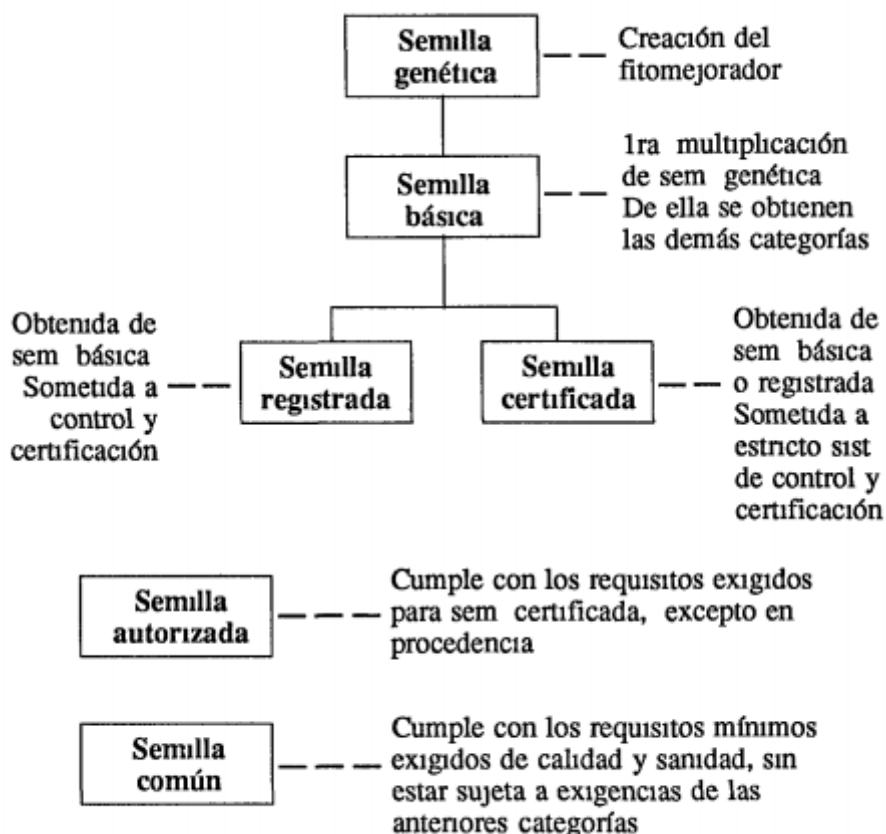 Semilla
genética
Creación del
fitomejorador
Semilla
básica
1ra multiplicación
de sem genética
De ella se obtienen
las demás categorías
Obtenida de
sem básica
Sometida a
control y
certificación
Semilla
registrada
Semilla
certificada
Obtenida de
sem básica
o registrada
Sometida a
estricto sist
de control y
certificación
Semilla
autorizada
Cumple con los requisitos exigidos
para sem certificada, excepto en
procedencia
Semilla
común
Cumple con los requisitos mínimos
exigidos de calidad y sanidad, sin
estar sujeta a exigencias de las
anteriores categorías